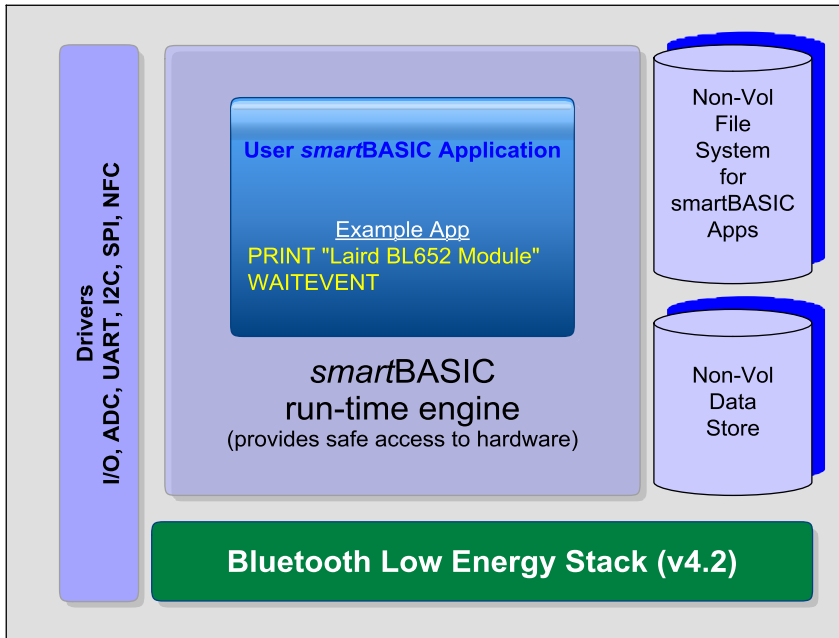 Drivers
I/O, ADC, UART, I2C, SPI, NFC
User smartBASIC Application
Example App
PRINT "Laird BL652 Module"
WAITEVENT
smartBASIC
run-time engine
(provides safe access to hardware)
Non-Vol
File
System
for
smartBASIC
Apps
Non-Vol
Data
Store
Bluetooth Low Energy Stack (v4.2)